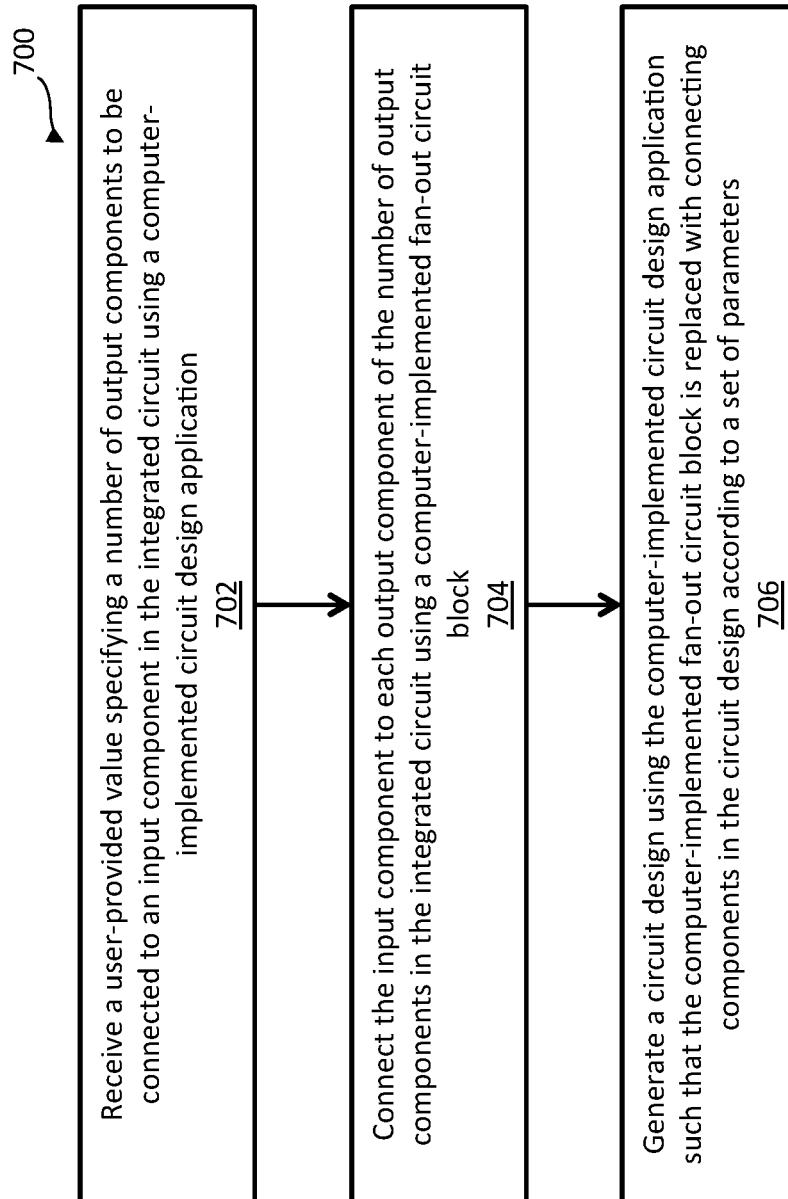 700
Receive a user-provided value specifying a number of output components to be
connected to an input component in the integrated circuit using a computer-
implemented circuit design application
702
Connect the input component to each output component of the number of output
components in the integrated circuit using a computer-implemented fan-out circuit
block
704
Generate a circuit design using the computer-implemented circuit design application
such that the computer-implemented fan-out circuit block is replaced with connecting
components in the circuit design according to a set of parameters
706